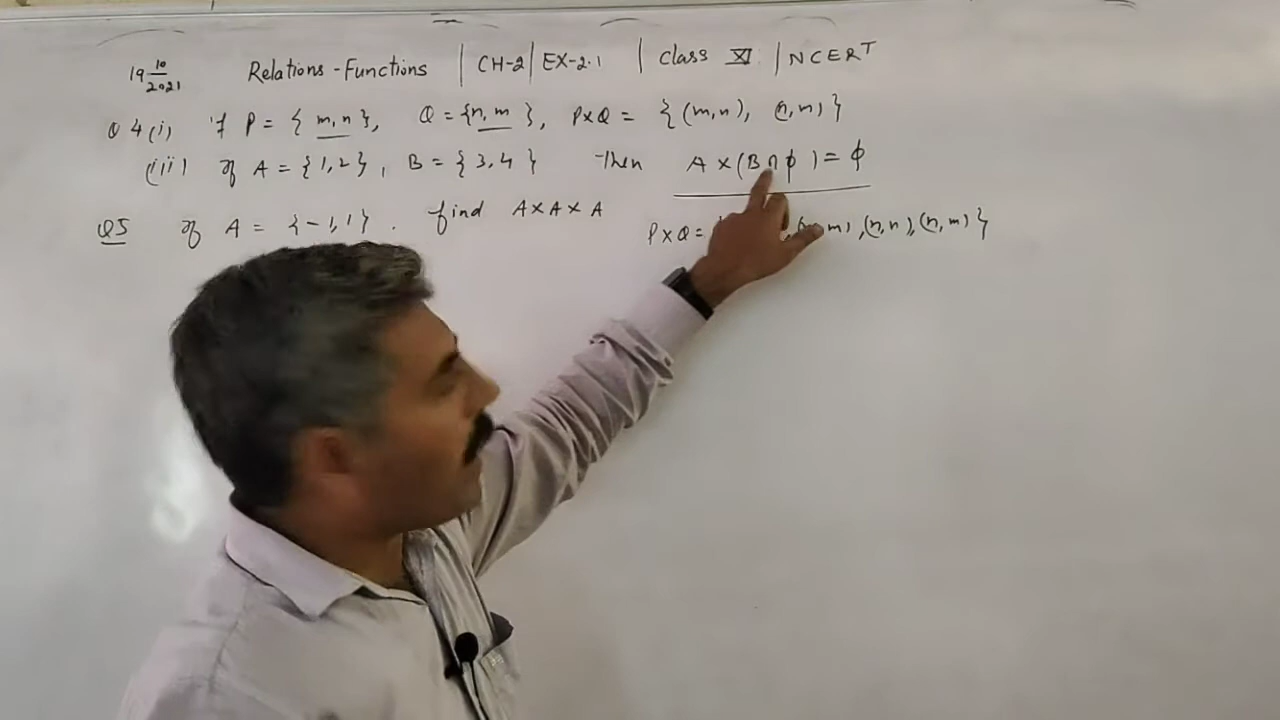 19 10/2021 Relations-Functions | CH-2 | EX-2.1 | Class XI | NCERT
Q 4 (i) If P = { m, n }, Q = { n, m }, P×Q = { (m, n), (n, n) }
(iii) If A = { 1, 2 }, B = { 3, 4 } Then A × (B ∩ ϕ ) = ϕ
Q5 If A = { -1, 1 } . find A×A×A
P×Q = m) , (n, n) , (n, m) }